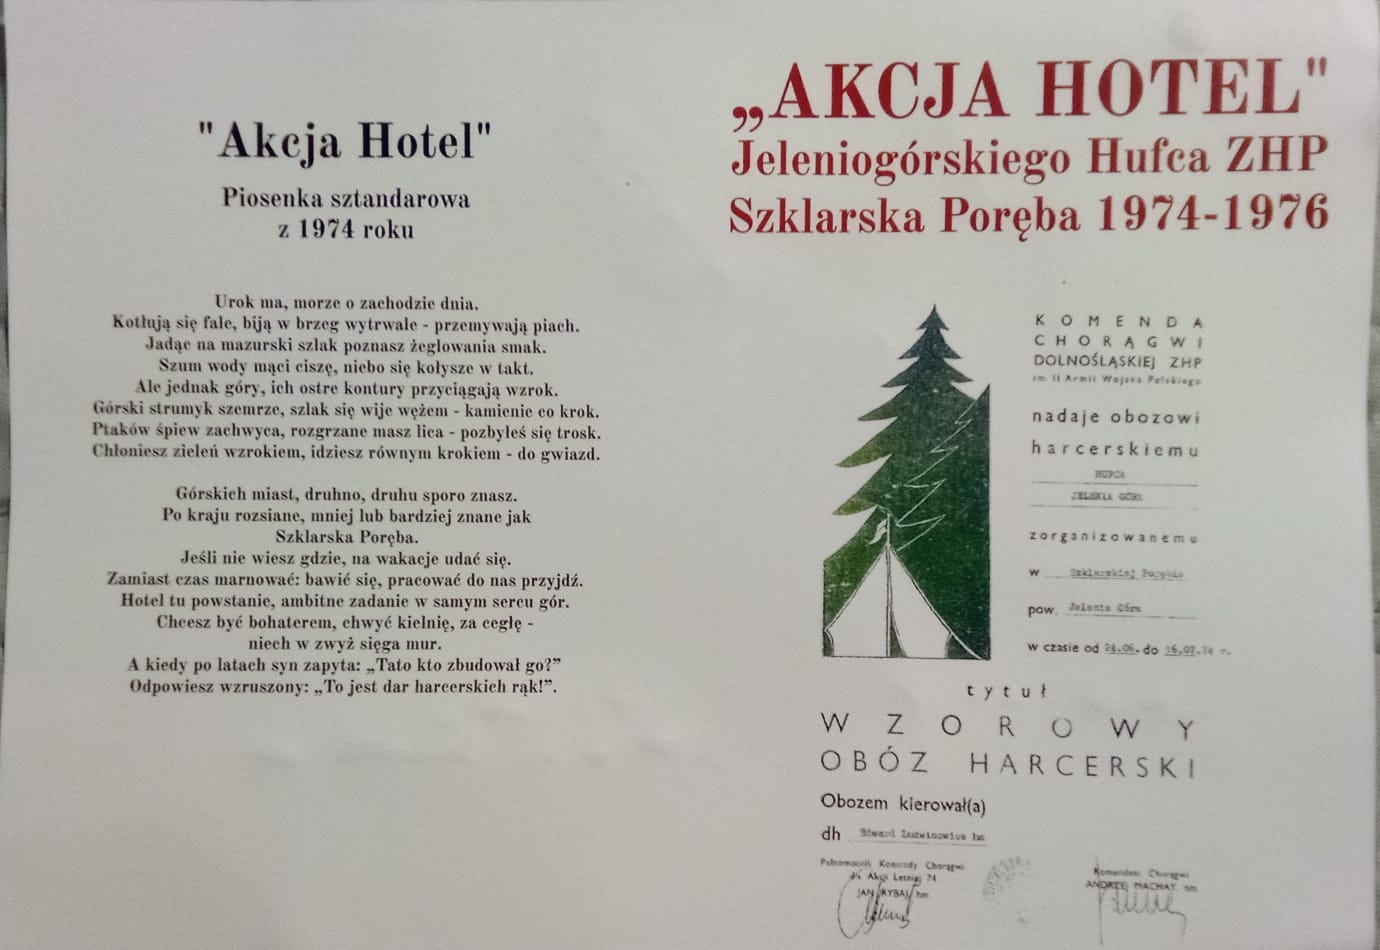 "Akcja Hotel"
Piosenka sztandarowa
z 1974 roku
Urok ma, morze o zachodzie dnia.
Kotłują się fale, biją w brzeg wytrwale - przemywają piach.
Jadąc na mazurski szlak poznasz żeglowania smak.
Szum wody mąci ciszę, niebo się kołysze w takt.
Ale jednak góry, ich ostre kontury przyciągają wzrok.
Górski strumyk szemrze, szlak się wije wężem - kamienie co krok.
Ptaków śpiew zachwyca, rozgrzane masz lica - pozbyłeś się trosk.
Chłoniesz zieleń wzrokiem, idziesz równym krokiem - do gwiazd.
Górskich miast, druhno, druhu sporo znasz.
Po kraju rozsiane, mniej lub bardziej znane jak
Szklarska Poręba.
Jeśli nie wiesz gdzie, na wakacje udać się.
Zamiast czas marnować: bawić się, pracować do nas przyjdź.
Hotel tu powstanie, ambitne zadanie w samym sercu gór.
Chcesz być bohaterem, chwyć kielnię, za cegłę -
niech w zwyż sięga mur.
A kiedy po latach syn zapyta: „Tato kto zbudował go?”
Odpowiesz wzruszony: „To jest dar harcerskich rąk!”.
„AKCJA HOTEL"
Jeleniogórskiego Hufca ZHP
Szklarska Poręba 1974-1976
KOMENDA
CHORĄGWI
DOLNOŚLĄSKIEJ ZHP
im. II Armii Wojska Polskiego
nadaje obozowi
harcerskiemu
HUFCA
JELENIA GÓRA
zorganizowanemu
w Szklarskiej Porębie
pow. Jelenia Góra
w czasie od 24.06. do 16.07.74 r.
tytuł
WZOROWY
OBÓZ HARCERSKI
Obozem kierował(a)
dh Edward Ludwinowicz hm
Pełnomocnik Komendy Chorągwi
d/s Akcji Letniej 74
JAN RYBAJ hm
Komendant Chorągwi
ANDRZEJ MACHAY hm